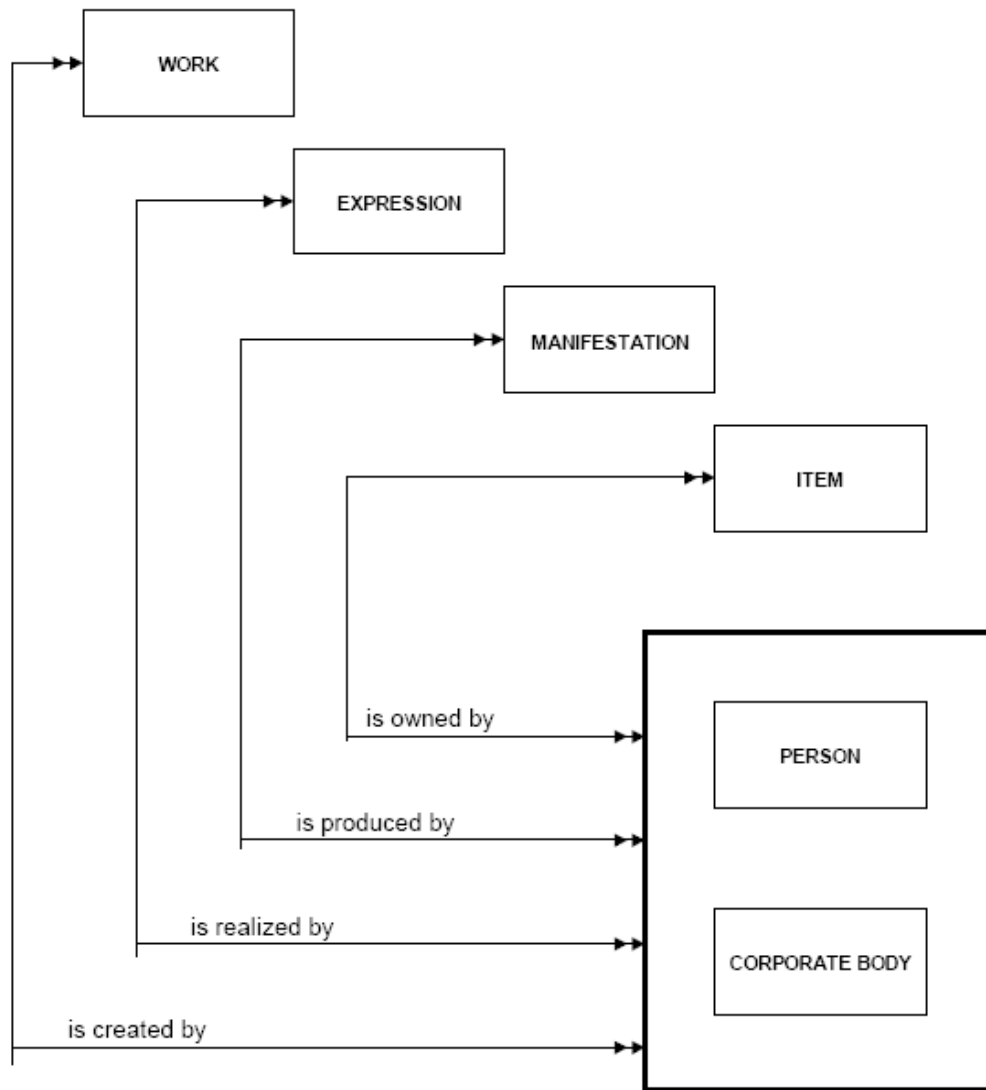 WORK
EXPRESSION
MANIFESTATION
ITEM
is owned by
PERSON
is produced by
is realized by
CORPORATE BODY
is created by